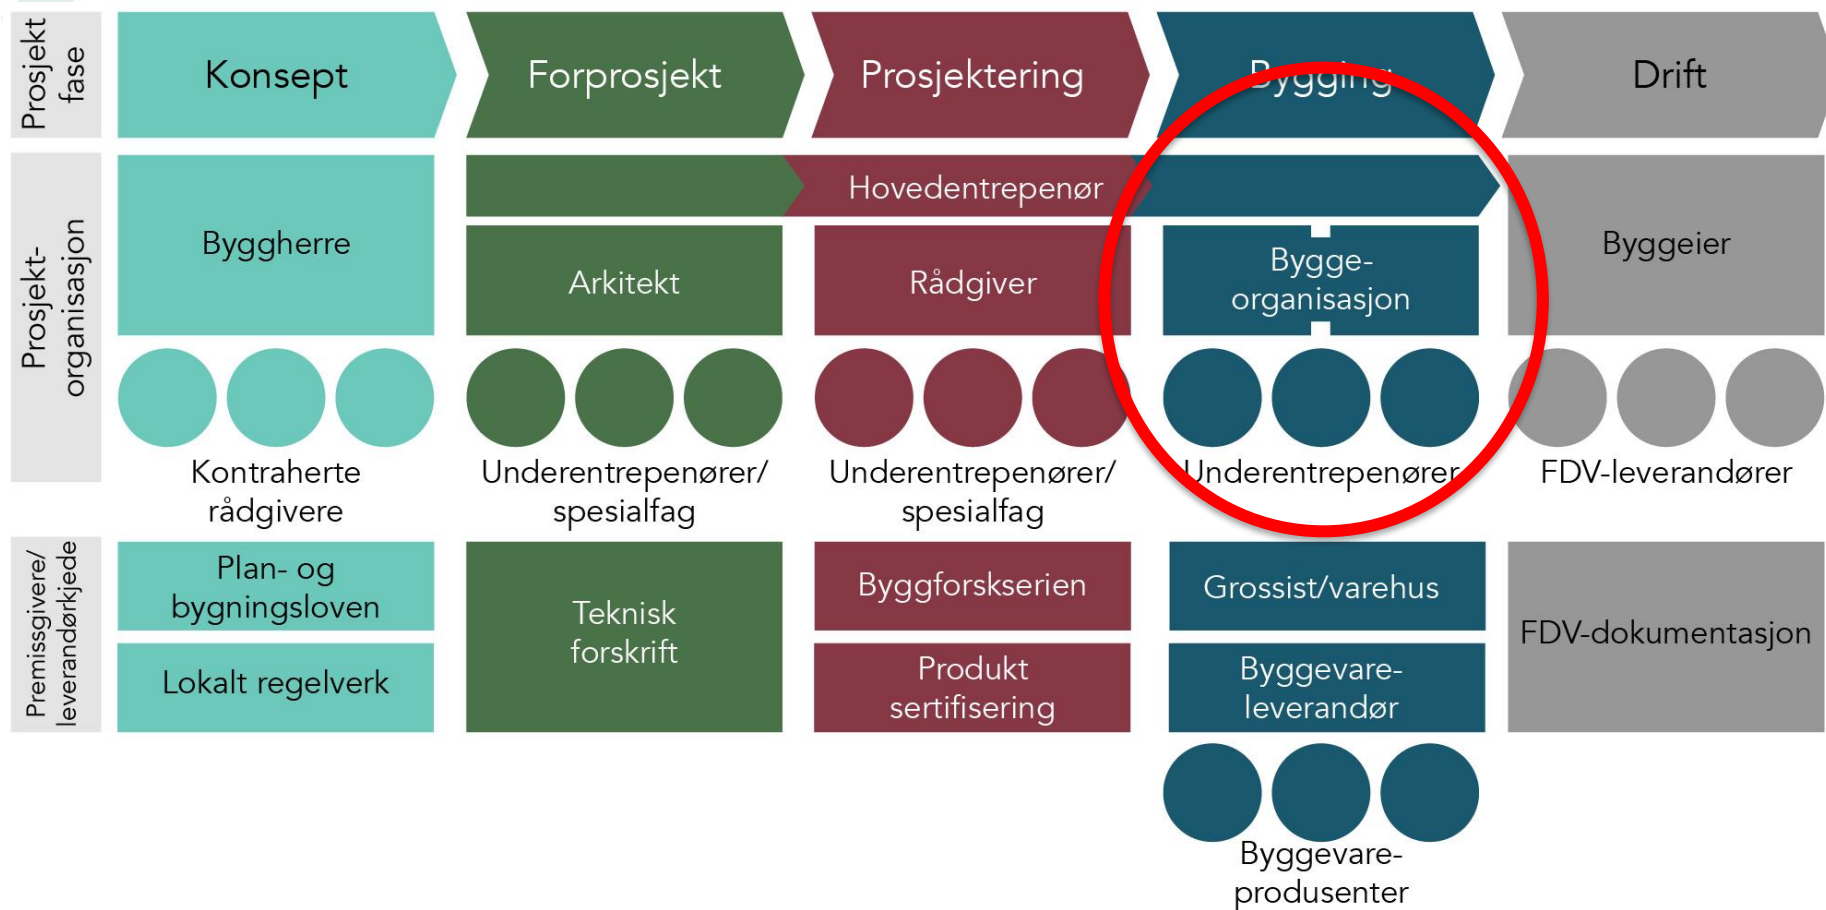 Prosjekt
fase
Konsept
Forprosjekt
Prosjektering
Bygging
Drift
Prosjekt-
organisasjon
Byggherre
Hovedentrepenør
Arkitekt
Rådgiver
Bygge-
organisasjon
Byggeier
Kontraherte
rådgivere
Underentrepenører/
spesialfag
Underentrepenører/
spesialfag
Underentrepenører
FDV-leverandører
Premissgivere/
leverandørkjede
Plan- og
bygningsloven
Lokalt regelverk
Teknisk
forskrift
Byggforskserien
Produkt
sertifisering
Grossist/varehus
Byggevare-
leverandør
FDV-dokumentasjon
Byggevare-
produsenter